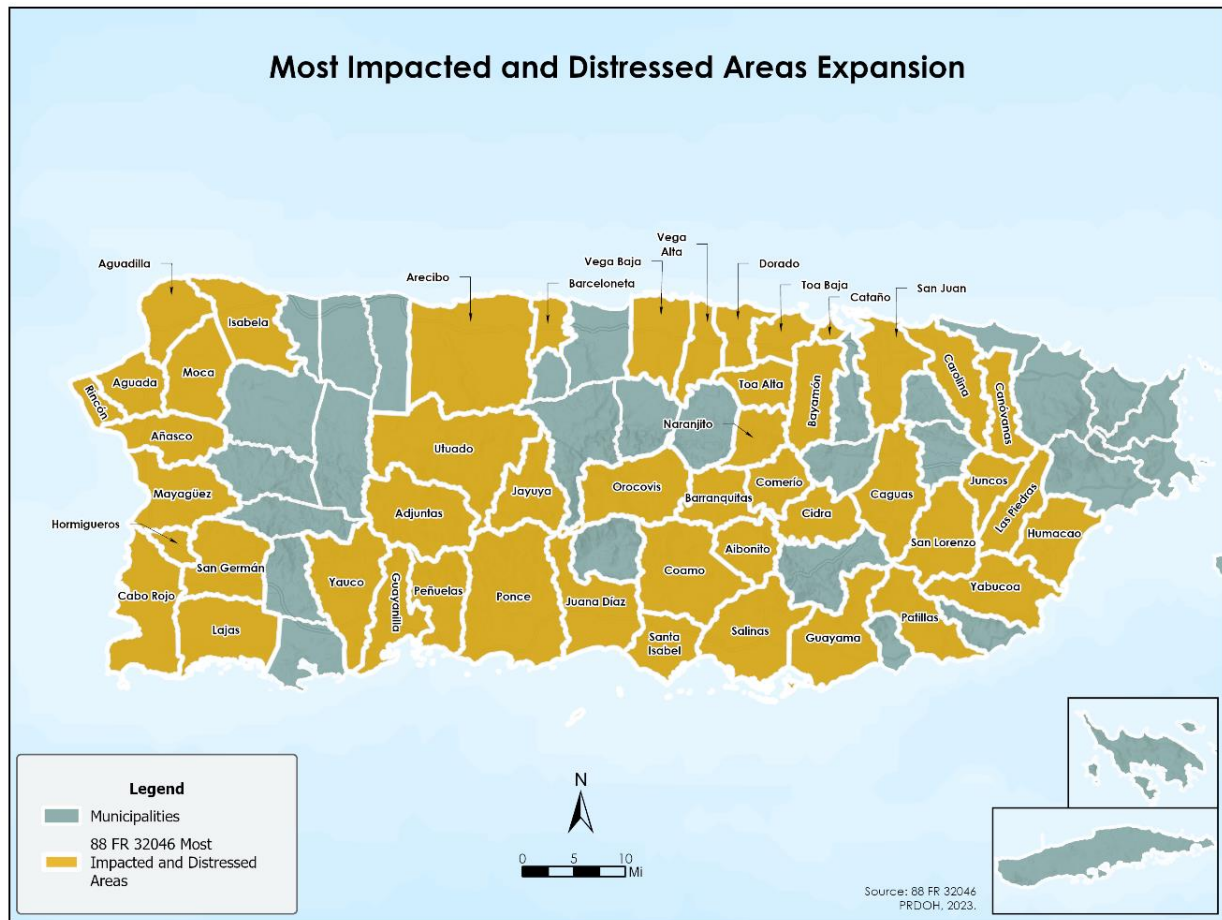 Most Impacted and Distressed Areas Expansion
Vega
Alta
Aguadilla
Arecibo
Vega Baja
Barceloneta
Dorado
Toa Baja
Cataño
San Juan
Isabela
Moca
Aguada
Rincón
Añasco
Mayagüez
Hormigueros
San Germán
Cabo Rojo
Lajas
Utuado
Jayuya
Adjuntas
Yauco
Guayanilla
Peñuelas
Ponce
Juana Díaz
Toa Alta
Naranjito
Bayamón
Carolina
Canóvanas
Orocovis
Barranquitas
Comerío
Cidra
Caguas
Juncos
Las Piedras
San Lorenzo
Humacao
Yabucoa
Aibonito
Coamo
Santa
Isabel
Salinas
Guayama
Patillas
Legend
Municipalities
88 FR 32046 Most
Impacted and Distressed
Areas
N
0 5 10
Mi
Source: 88 FR 32046
PRDOH, 2023.